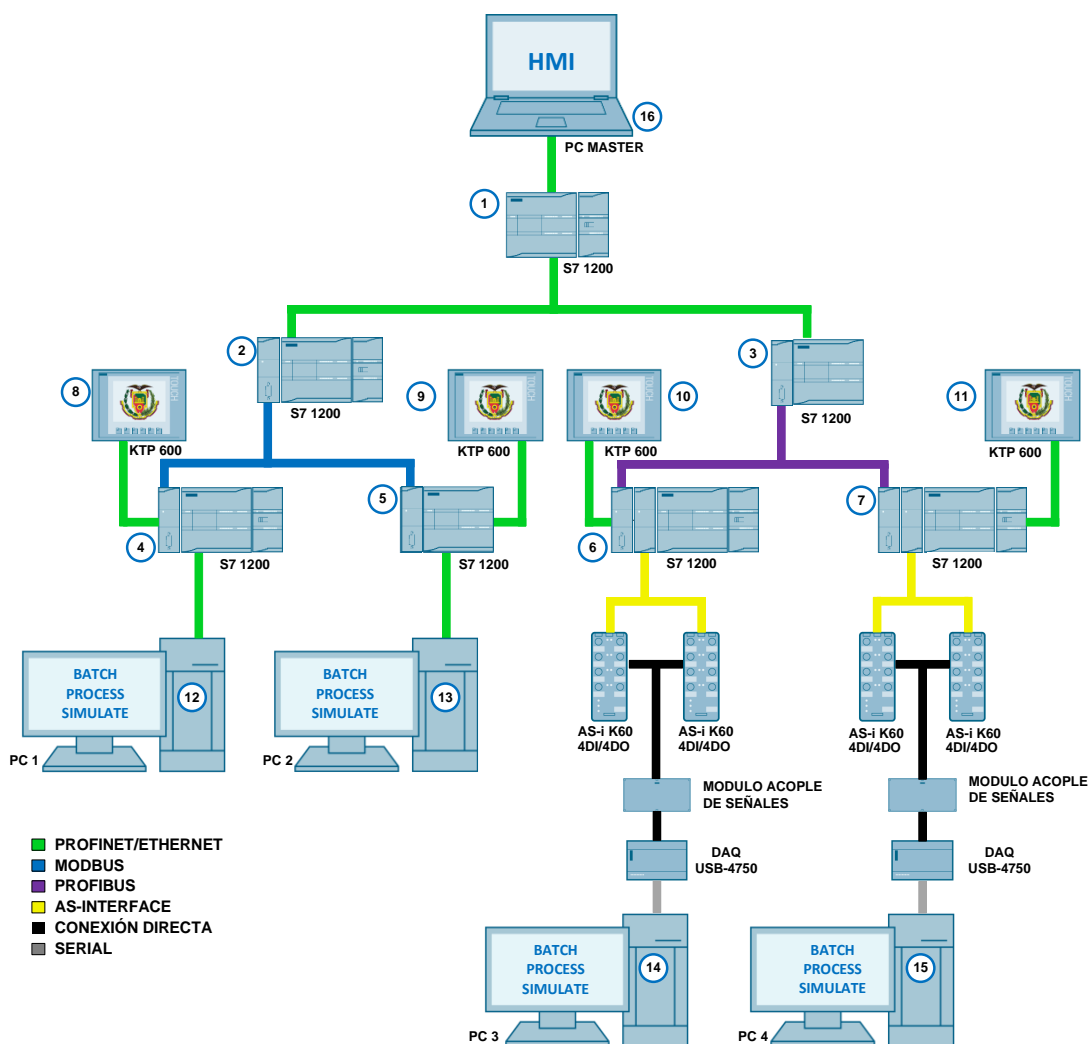 HMI
16
PC MASTER
1
S7 1200
2
3
8
9
10
11
S7 1200
S7 1200
KTP 600
KTP 600
KTP 600
KTP 600
TOUCH
TOUCH
TOUCH
TOUCH
4
5
6
7
S7 1200
S7 1200
S7 1200
S7 1200
BATCH
PROCESS
SIMULATE
12
PC 1
BATCH
PROCESS
SIMULATE
13
PC 2
AS-i K60
4DI/4DO
AS-i K60
4DI/4DO
AS-i K60
4DI/4DO
AS-i K60
4DI/4DO
MODULO ACOPLE
DE SEÑALES
MODULO ACOPLE
DE SEÑALES
DAQ
USB-4750
DAQ
USB-4750
PROFINET/ETHERNET
MODBUS
PROFIBUS
AS-INTERFACE
CONEXIÓN DIRECTA
SERIAL
BATCH
PROCESS
SIMULATE
14
PC 3
BATCH
PROCESS
SIMULATE
15
PC 4